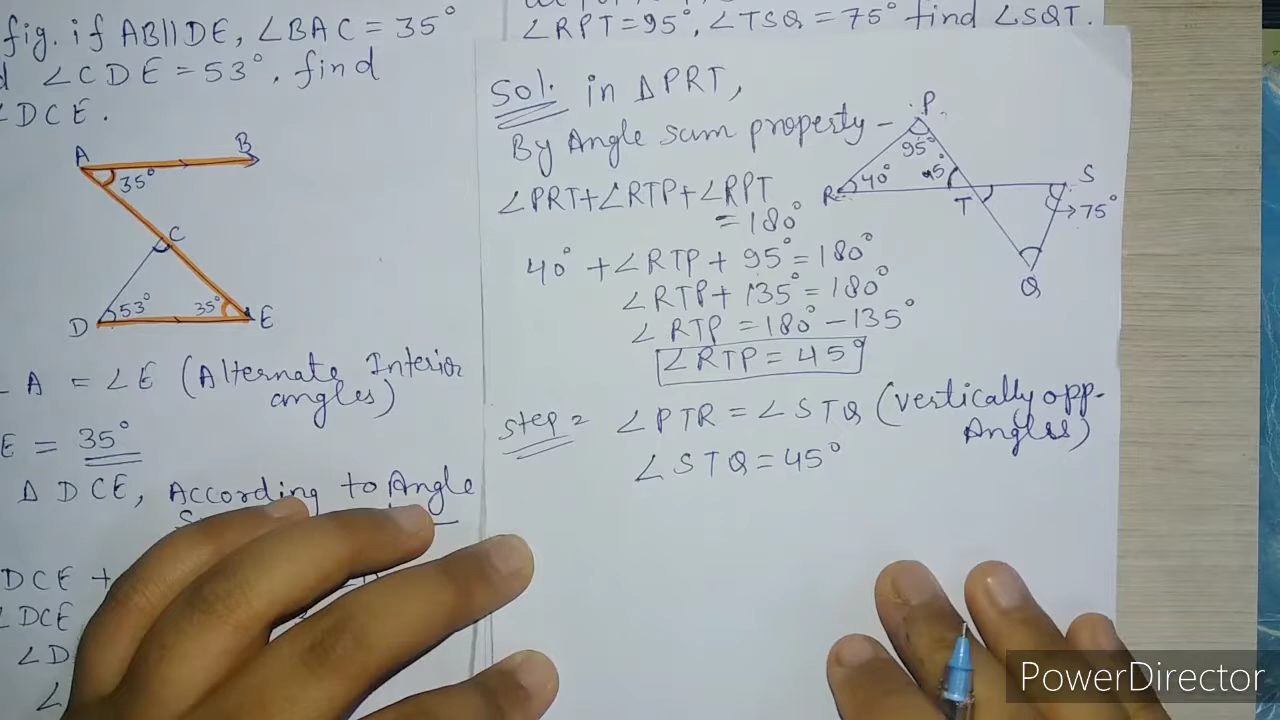 fig. if AB||DE, ∠BAC = 35°
∠CDE = 53°, find
∠DCE.
A
B
35°
C
53°
35°
D
E
A = ∠E (Alternate Interior
angles)
E = 35°
Δ DCE, According to Angle
DCE +
∠DCE
∠D
∠
∠RPT = 95°, ∠TSQ = 75° find ∠SQT.
Sol. in ΔPRT,
By Angle sum property –
∠PRT + ∠RTP + ∠RPT
= 180°
40° + ∠RTP + 95° = 180°
∠RTP + 135° = 180°
∠RTP = 180° – 135°
∠RTP = 45°
P
95°
R
40°
45°
T
S
75°
Q
Step = ∠PTR = ∠STQ (vertically opp.
Angles)
∠STQ = 45°
PowerDirector